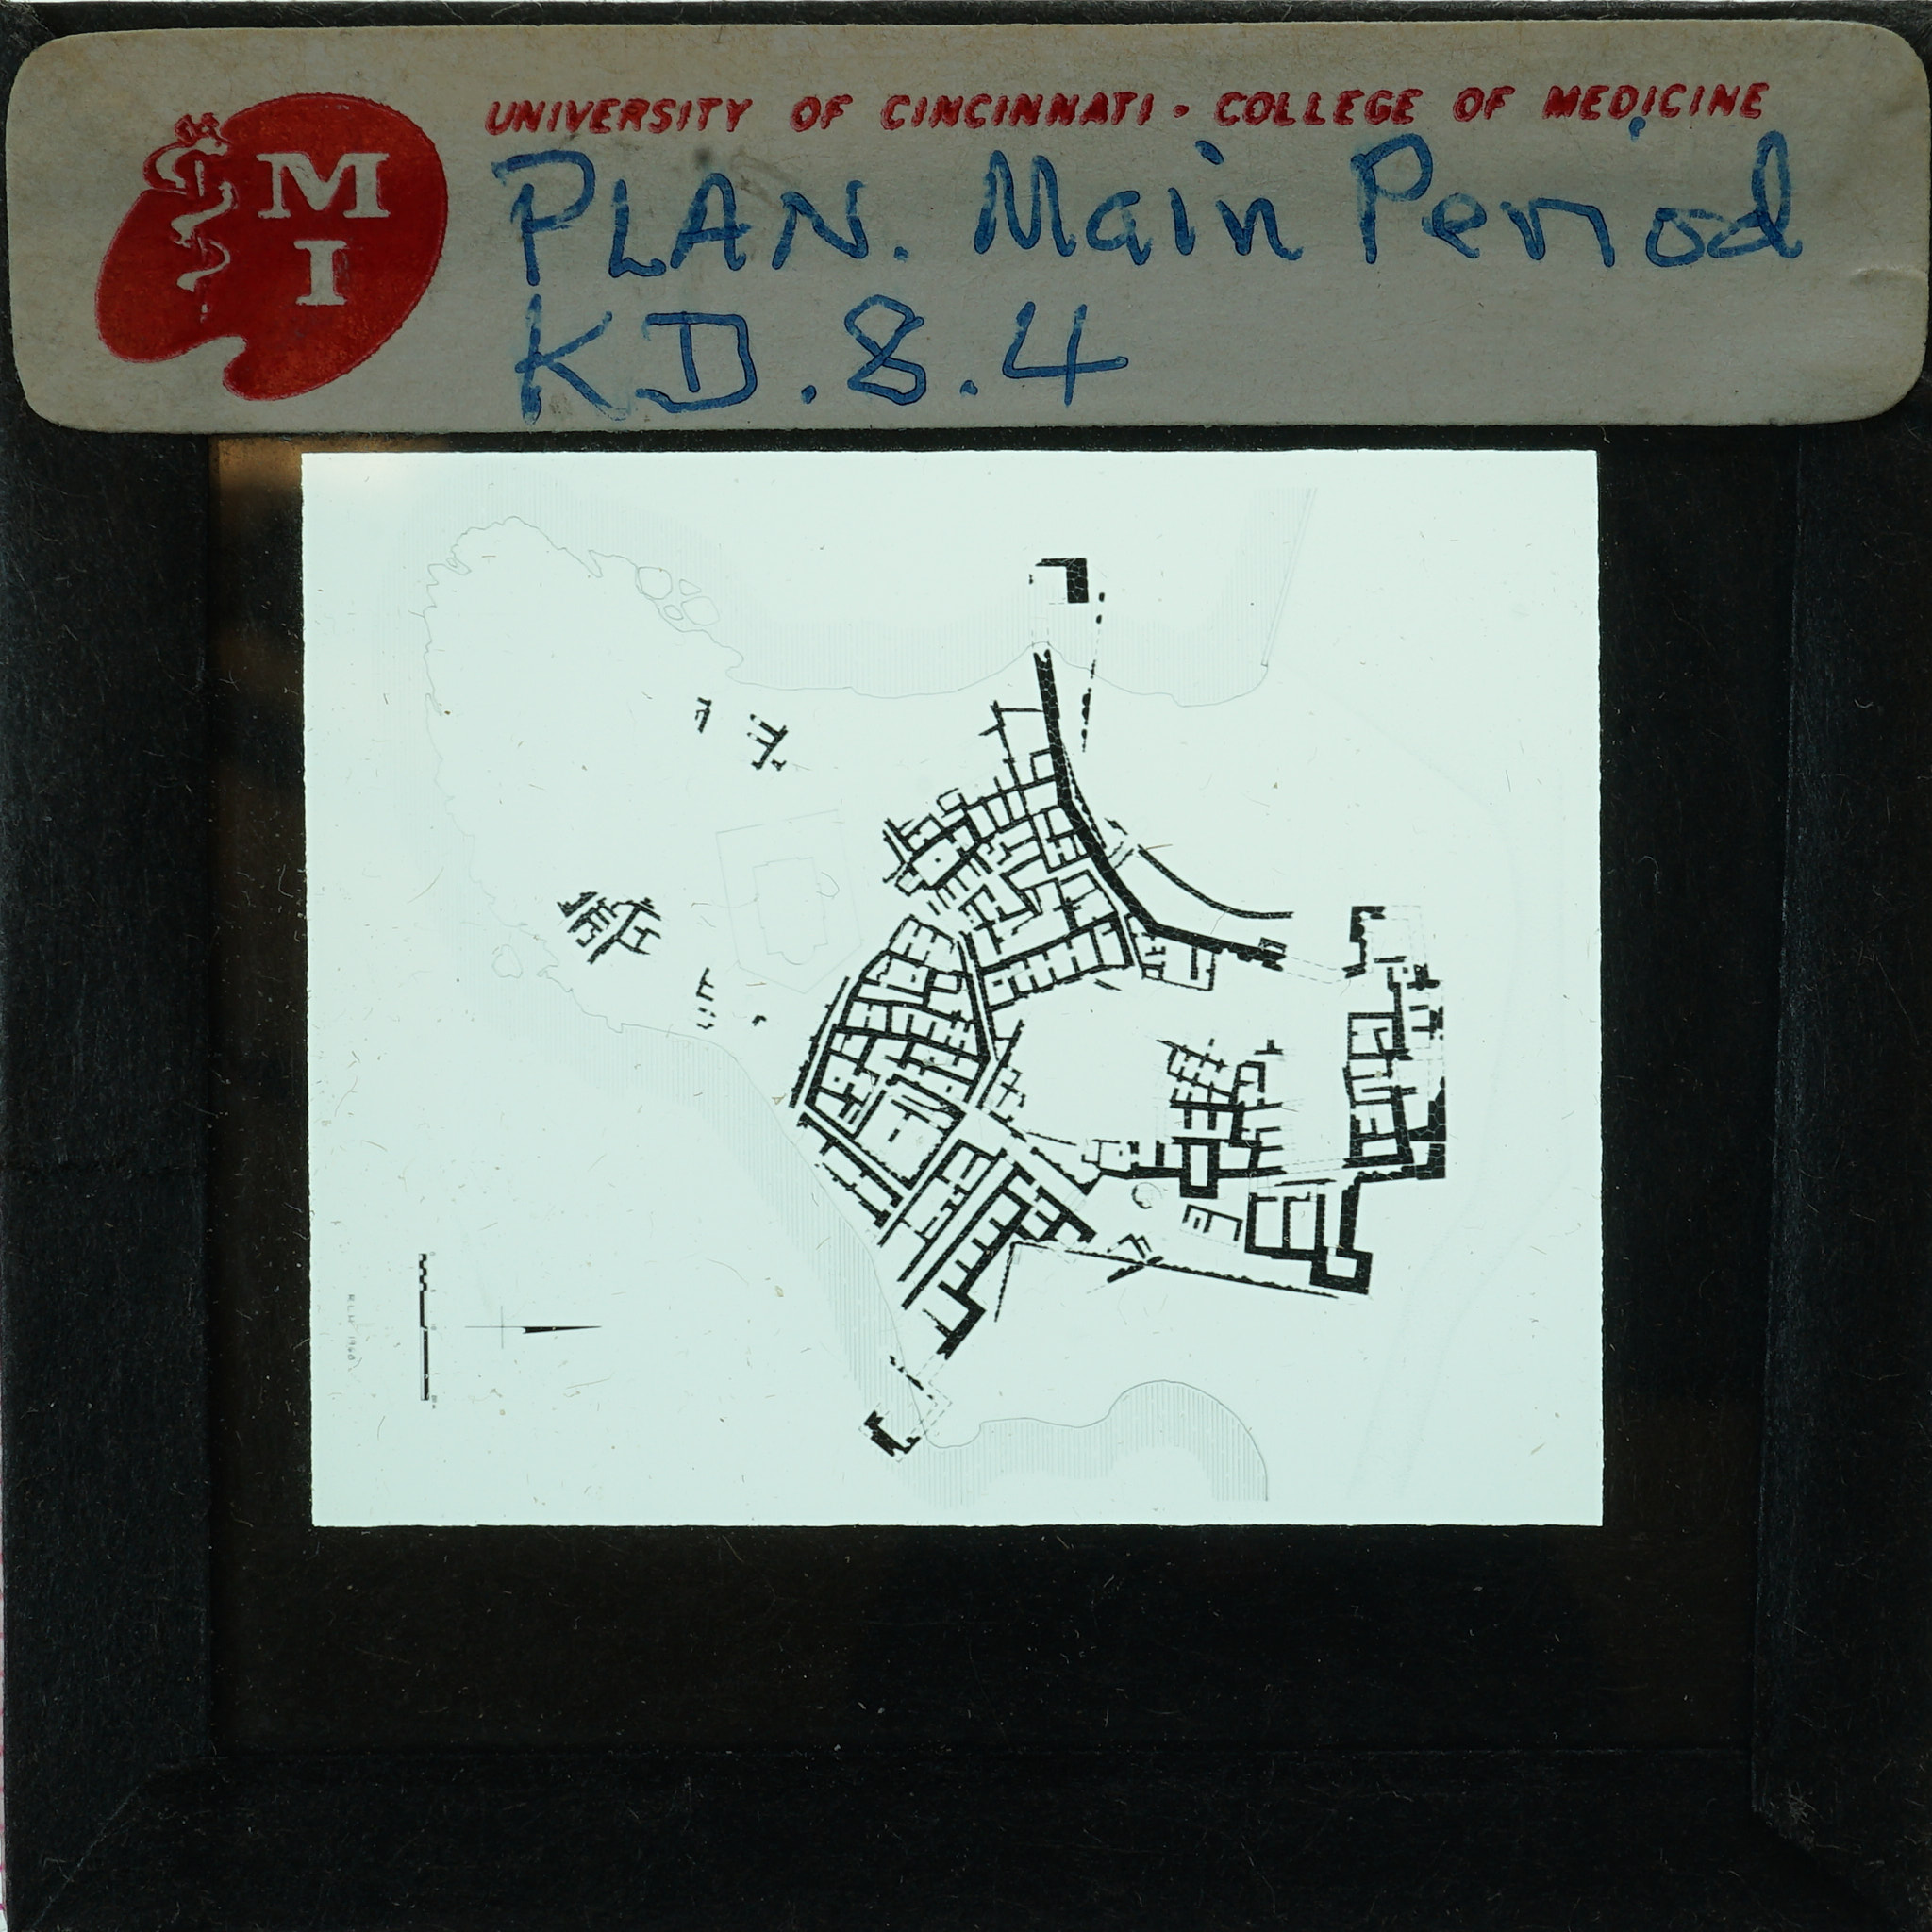 UNIVERSITY OF CINCINNATI · COLLEGE OF MEDICINE
M
I
PLAN. Main Period
KD.8.4